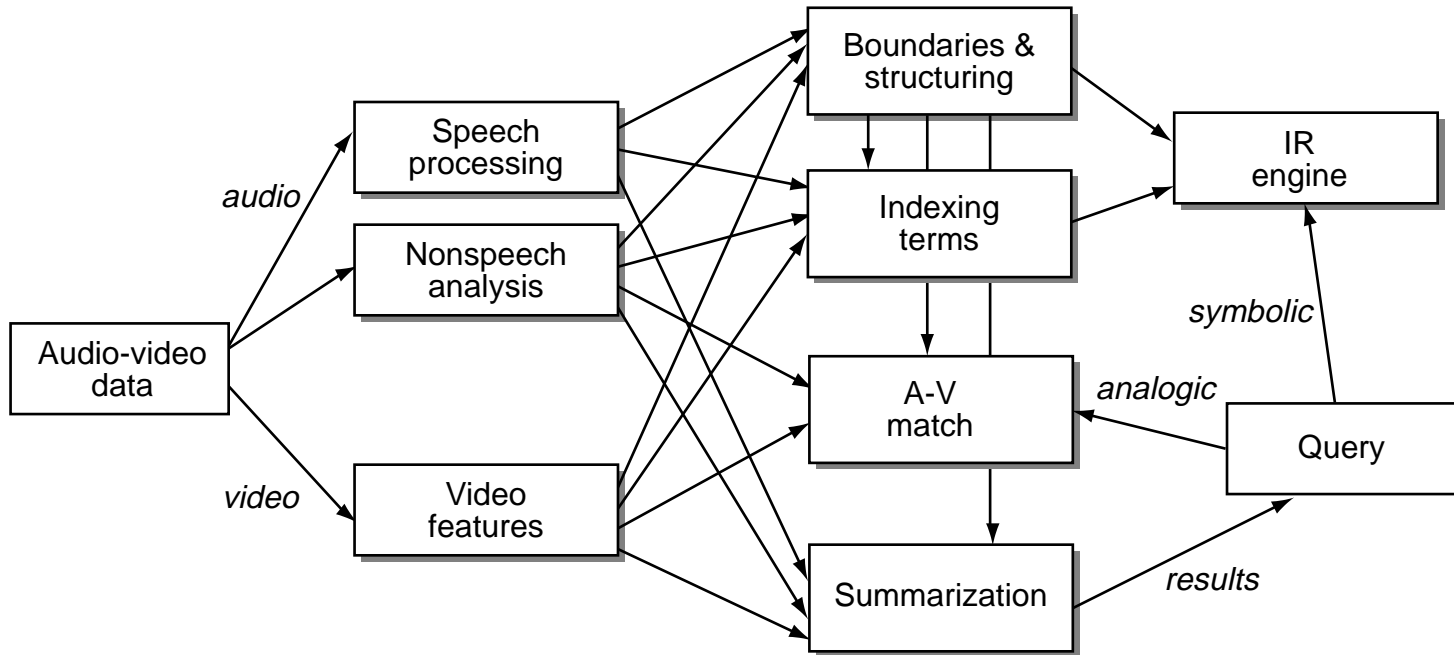 Boundaries &
structuring
Speech
processing
IR
engine
audio
Indexing
terms
Nonspeech
analysis
symbolic
Audio-video
data
A-V
match
analogic
Query
video
Video
features
Summarization
results